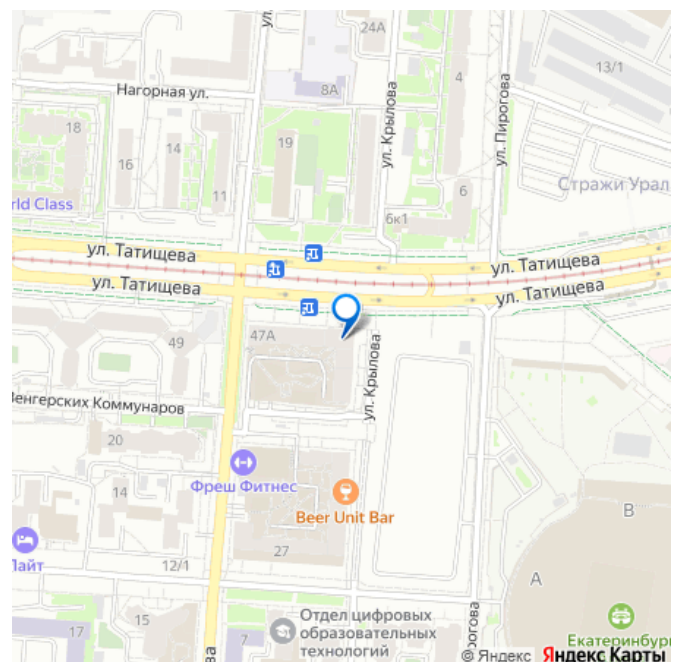 24А
ул.
ул. Крылова
4
ул. Пирогова
13/1
Нагорная ул.
8А
18
16
14
11
19
6
6к1
Стражи Урал
rld Class
ул. Татищева
ул. Татищева
ул. Татищева
ул. Татищева
49
47А
ул. Крылова
Венгерских Коммунаров
20
Фреш Фитнес
14
Beer Unit Bar
27
В
А
Лайт
12/1
17
15
7
Отдел цифровых
образовательных
технологий
рогова
ва
Екатеринбург
© Яндекс Яндекс Карты